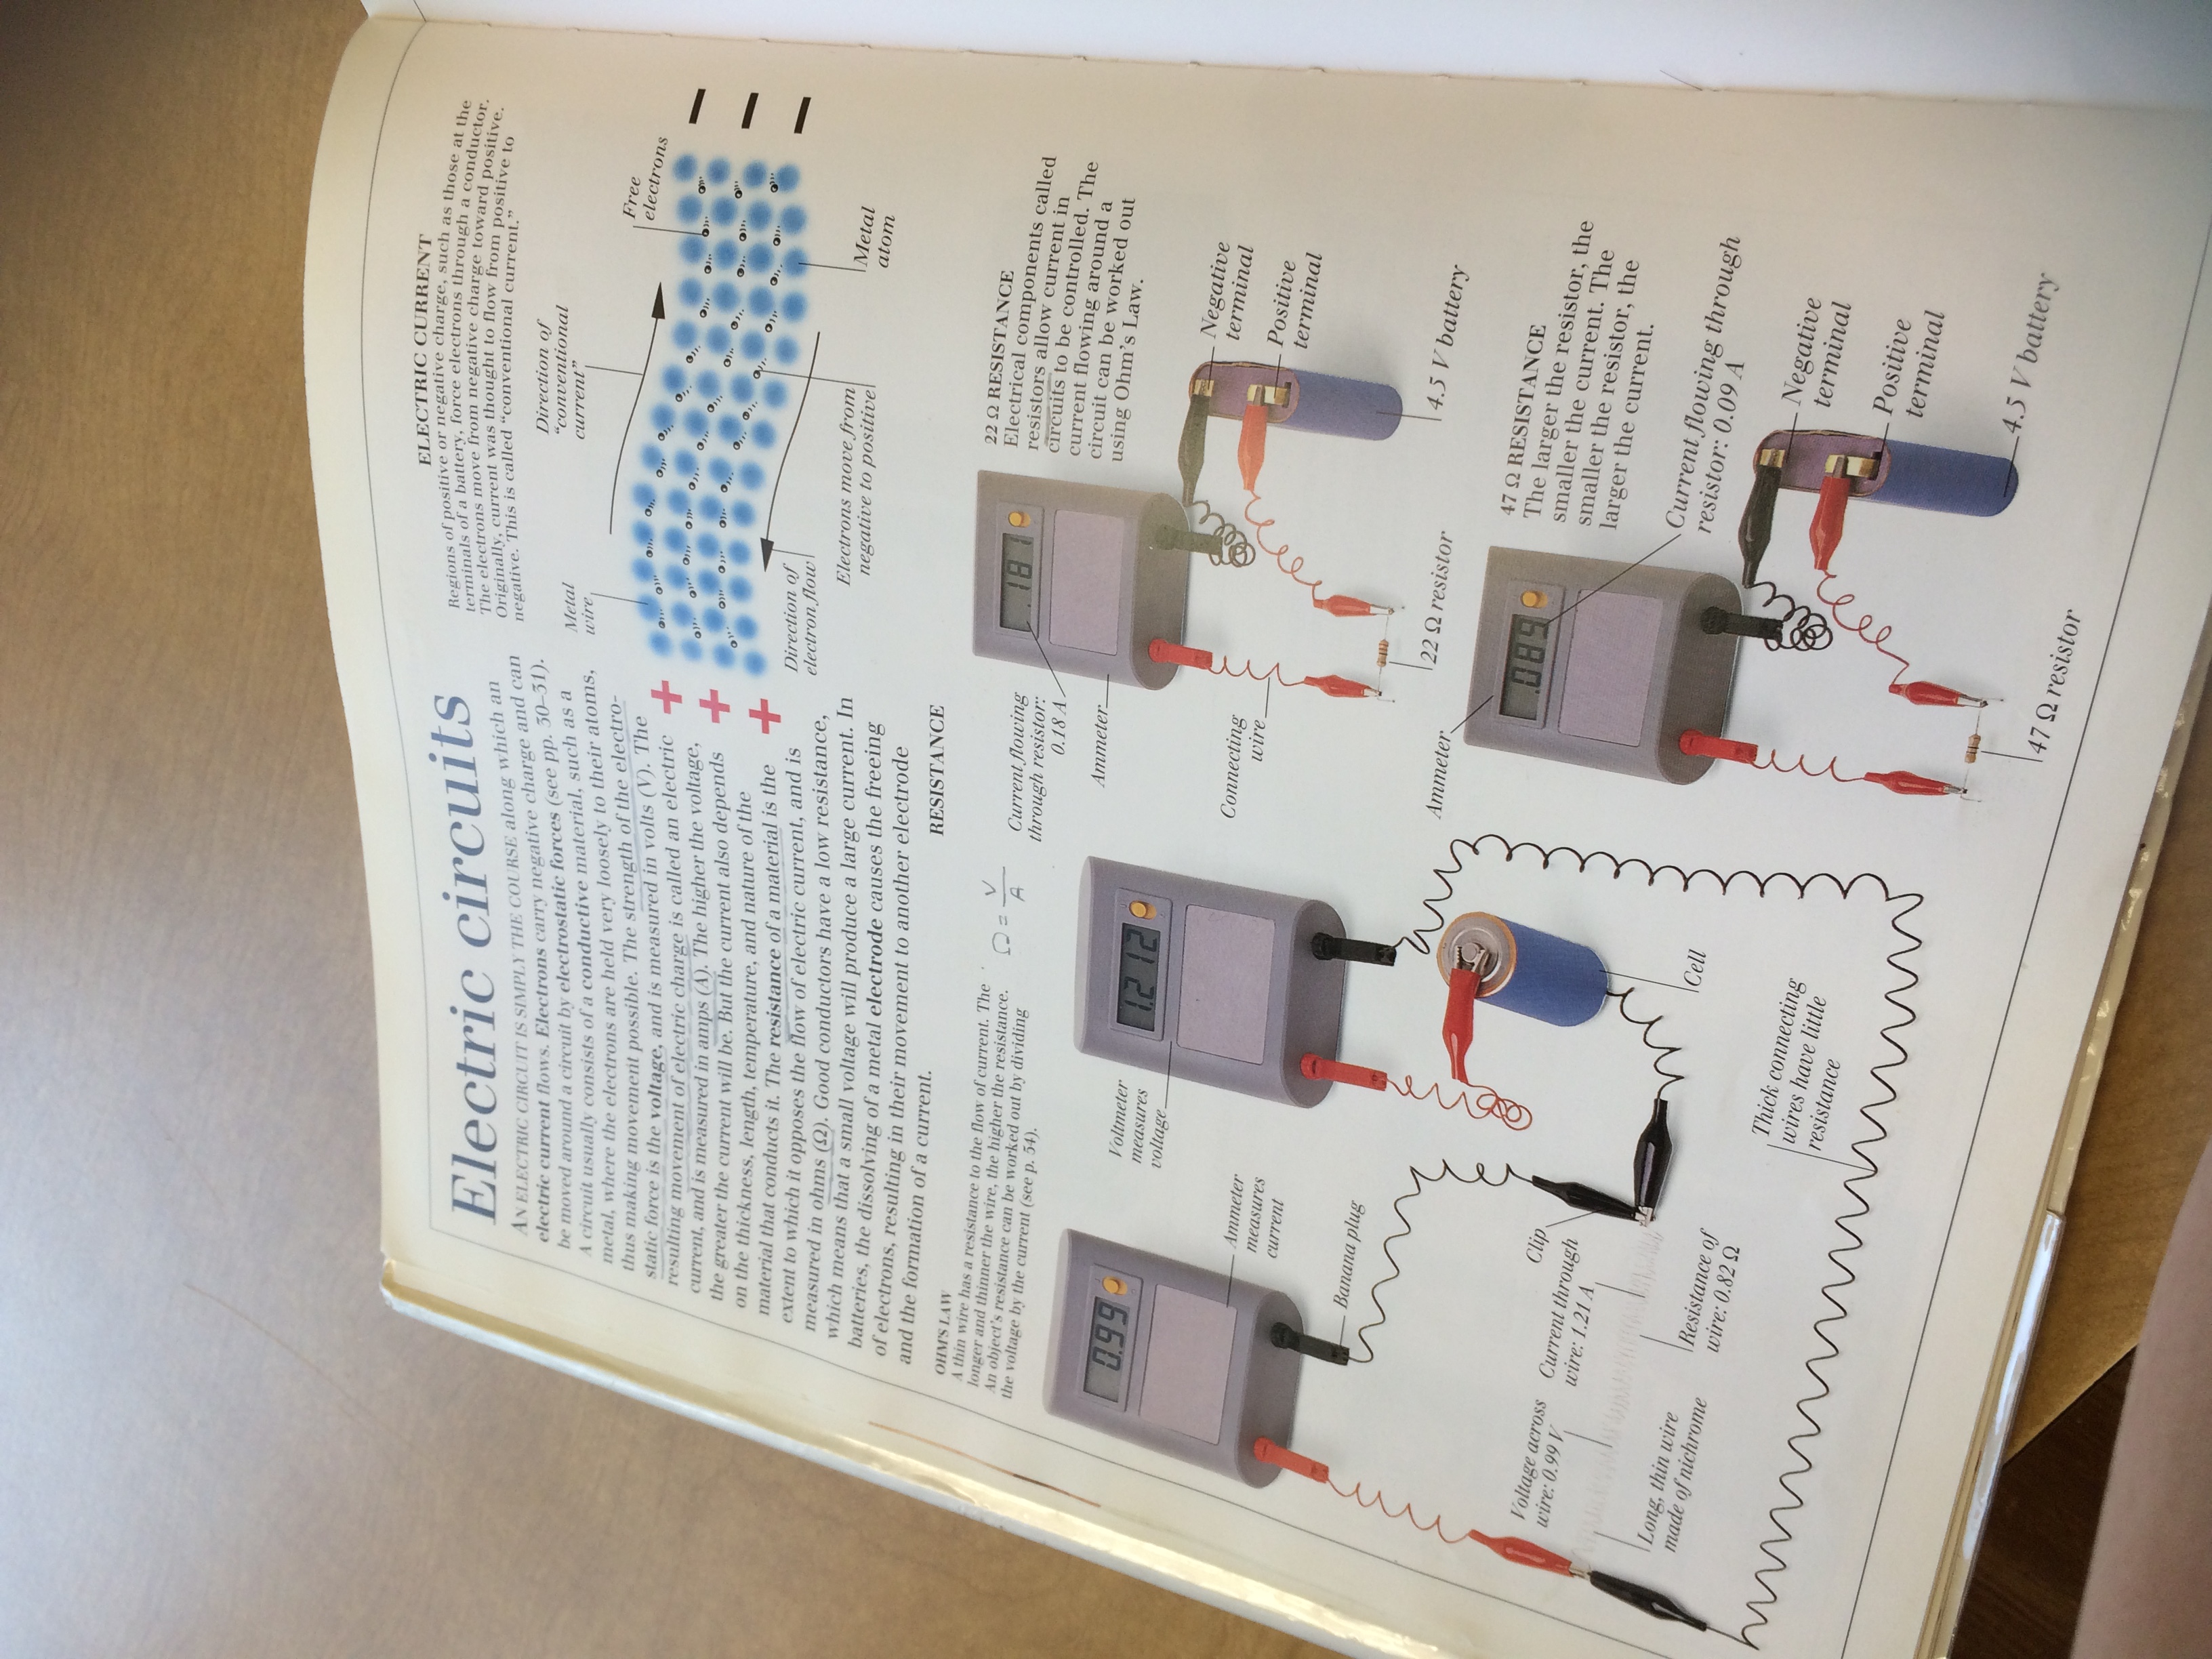 Electric circuits
AN ELECTRIC CIRCUIT IS SIMPLY THE COURSE along which an
electric current flows. Electrons carry negative charge and can
be moved around a circuit by electrostatic forces (see pp. 30–31).
A circuit usually consists of a conductive material, such as a
metal, where the electrons are held very loosely to their atoms,
thus making movement possible. The strength of the electro-
static force is the voltage, and is measured in volts (V). The
resulting movement of electric charge is called an electric
current, and is measured in amps (A). The higher the voltage,
the greater the current will be. But the current also depends
on the thickness, length, temperature, and nature of the
material that conducts it. The resistance of a material is the
extent to which it opposes the flow of electric current, and is
measured in ohms (Ω). Good conductors have a low resistance,
which means that a small voltage will produce a large current. In
batteries, the dissolving of a metal electrode causes the freeing
of electrons, resulting in their movement to another electrode
and the formation of a current.
ELECTRIC CURRENT
Regions of positive or negative charge, such as those at the
terminals of a battery, force electrons through a conductor.
The electrons move from negative charge toward positive.
Originally, current was thought to flow from positive to
negative. This is called “conventional current.”
Direction of
“conventional
current”
Metal
wire
Free
electrons
+
+
+
–
–
–
Direction of
electron flow
Electrons move from
negative to positive
Metal
atom
OHM'S LAW
A thin wire has a resistance to the flow of current. The
longer and thinner the wire, the higher the resistance.
An object's resistance can be worked out by dividing
the voltage by the current (see p. 54).
Ω = V
A
0.99
Ammeter
measures
current
Banana plug
Voltmeter
measures
voltage
1.212
Clip
Voltage across
wire: 0.99 V
Current through
wire: 1.21 A
Long, thin wire
made of nichrome
Resistance of
wire: 0.82 Ω
Cell
Thick connecting
wires have little
resistance
RESISTANCE
Current flowing
through resistor:
0.18 A
.181
Ammeter
Connecting
wire
22 Ω RESISTANCE
Electrical components called
resistors allow current in
circuits to be controlled. The
current flowing around a
circuit can be worked out
using Ohm's Law.
Negative
terminal
Positive
terminal
22 Ω resistor
4.5 V battery
Ammeter
.089
47 Ω RESISTANCE
The larger the resistor, the
smaller the current. The
smaller the resistor, the
larger the current.
Current flowing through
resistor: 0.09 A
Negative
terminal
Positive
terminal
47 Ω resistor
4.5 V battery